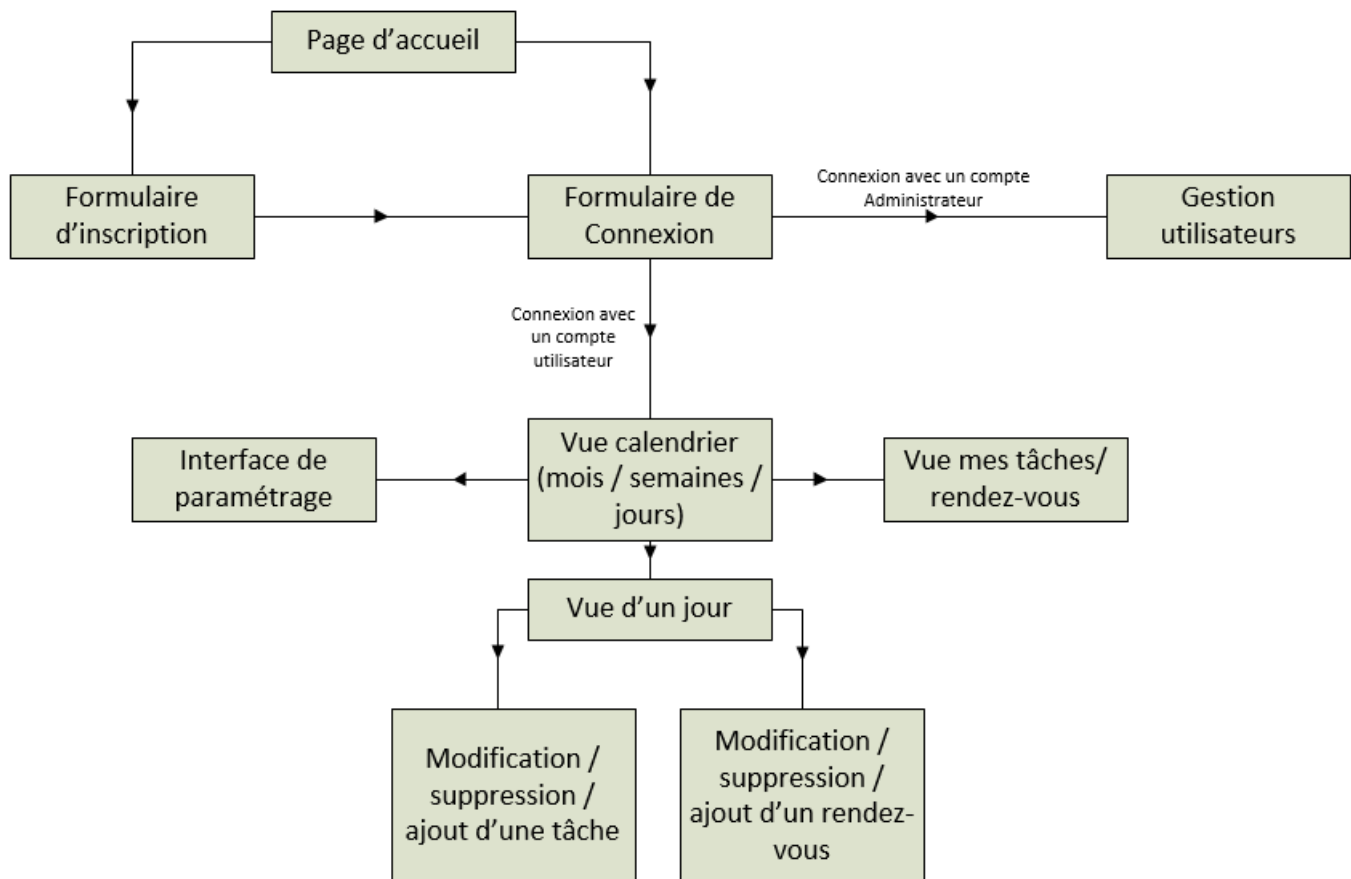 Page d’accueil
Formulaire
d’inscription
Formulaire de
Connexion
Connexion avec un compte
Administrateur
Gestion
utilisateurs
Connexion avec
un compte
utilisateur
Interface de
paramétrage
Vue calendrier
(mois / semaines /
jours)
Vue mes tâches/
rendez-vous
Vue d’un jour
Modification /
suppression /
ajout d’une tâche
Modification /
suppression /
ajout d’un rendez-
vous